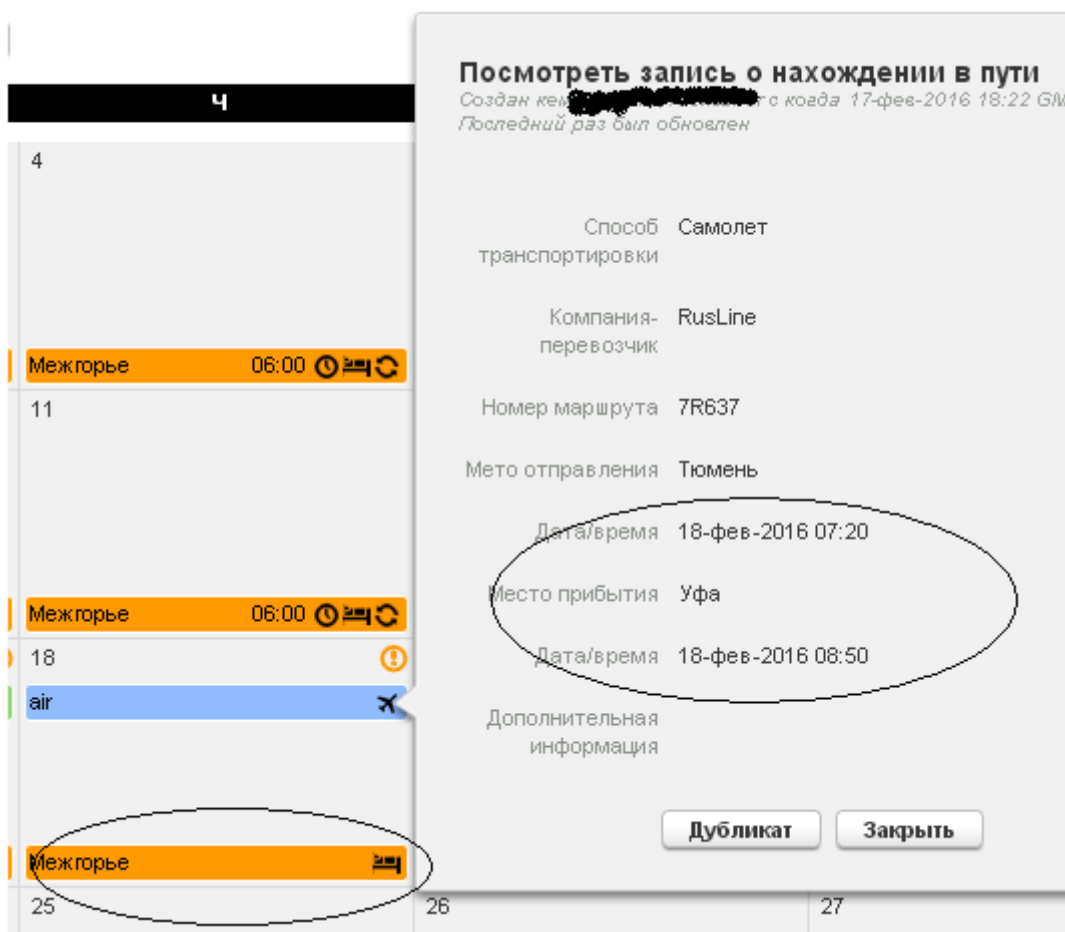 Ч
4
Межгорье 06:00
11
Межгорье 06:00
18
air
Межгорье
25
26
27
Посмотреть запись о нахождении в пути
Создан кем с когда 17-фев-2016 18:22
Последний раз был обновлен
Способ транспортировки Самолет
Компания-перевозчик RusLine
Номер маршрута 7R637
Мето отправления Тюмень
Дата/время 18-фев-2016 07:20
Место прибытия Уфа
Дата/время 18-фев-2016 08:50
Дополнительная
информация
Дубликат Закрыть